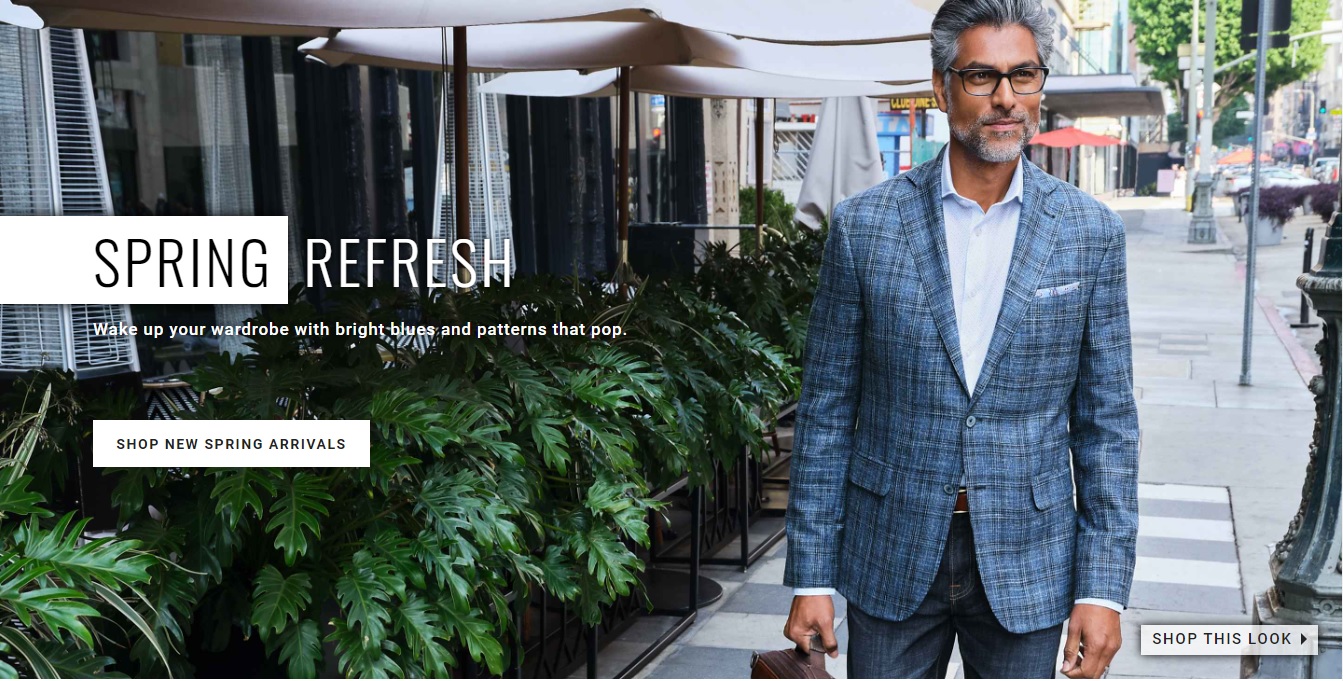 SPRING REFRESH
Wake up your wardrobe with bright blues and patterns that pop.
SHOP NEW SPRING ARRIVALS
SHOP THIS LOOK